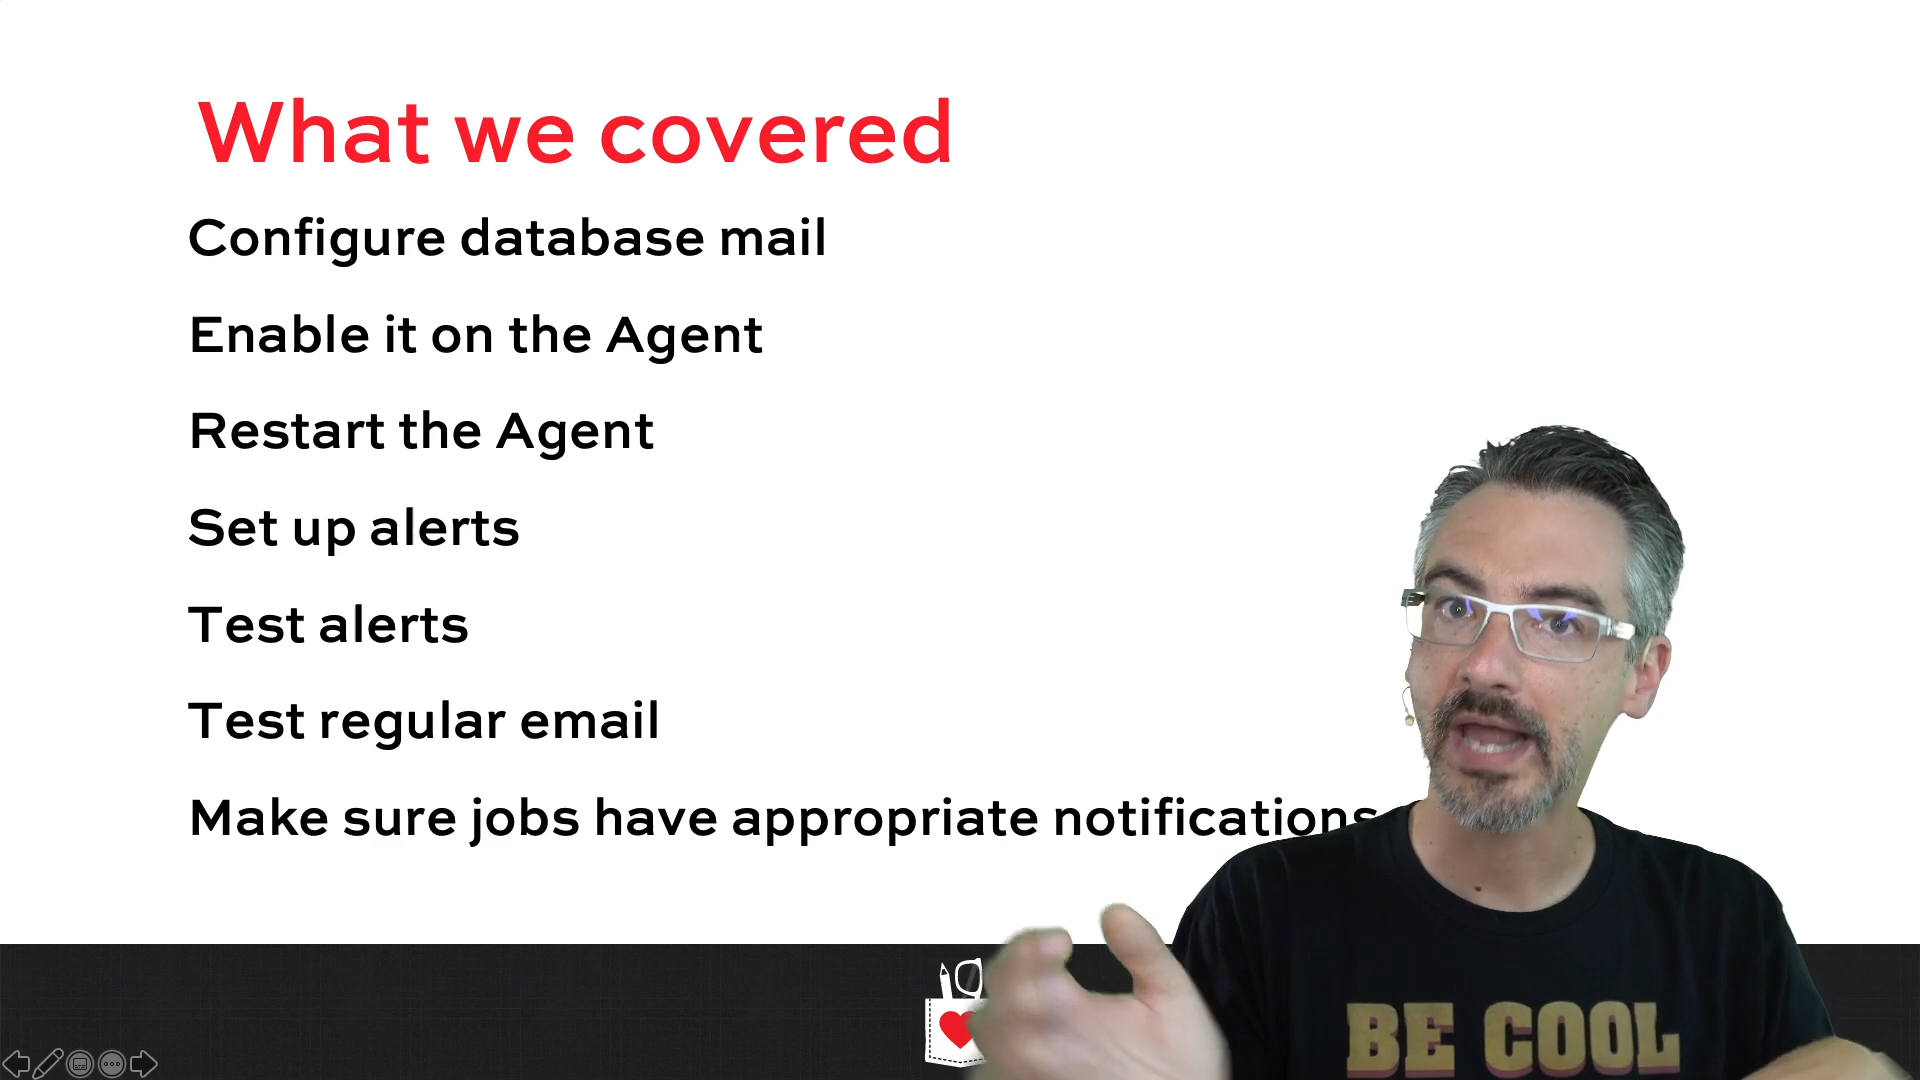 What we covered
Configure database mail
Enable it on the Agent
Restart the Agent
Set up alerts
Test alerts
Test regular email
Make sure jobs have appropriate notifications
BE COOL